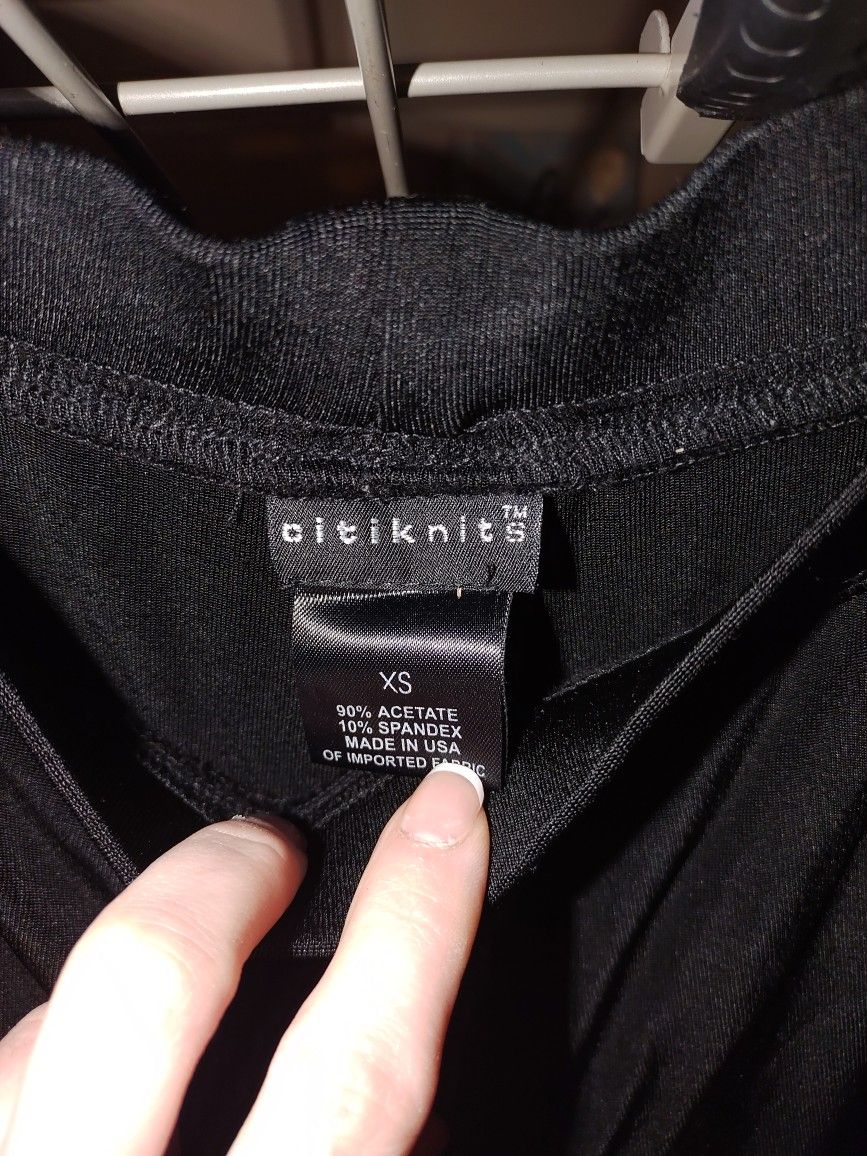 citiknits™
XS
90% ACETATE
10% SPANDEX
MADE IN USA
OF IMPORTED FABRIC